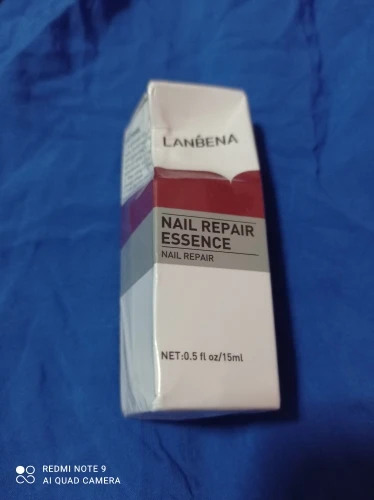 LANBENA
NAIL REPAIR
ESSENCE
NAIL REPAIR
NET:0.5 fl oz/15ml
REDMI NOTE 9
AI QUAD CAMERA